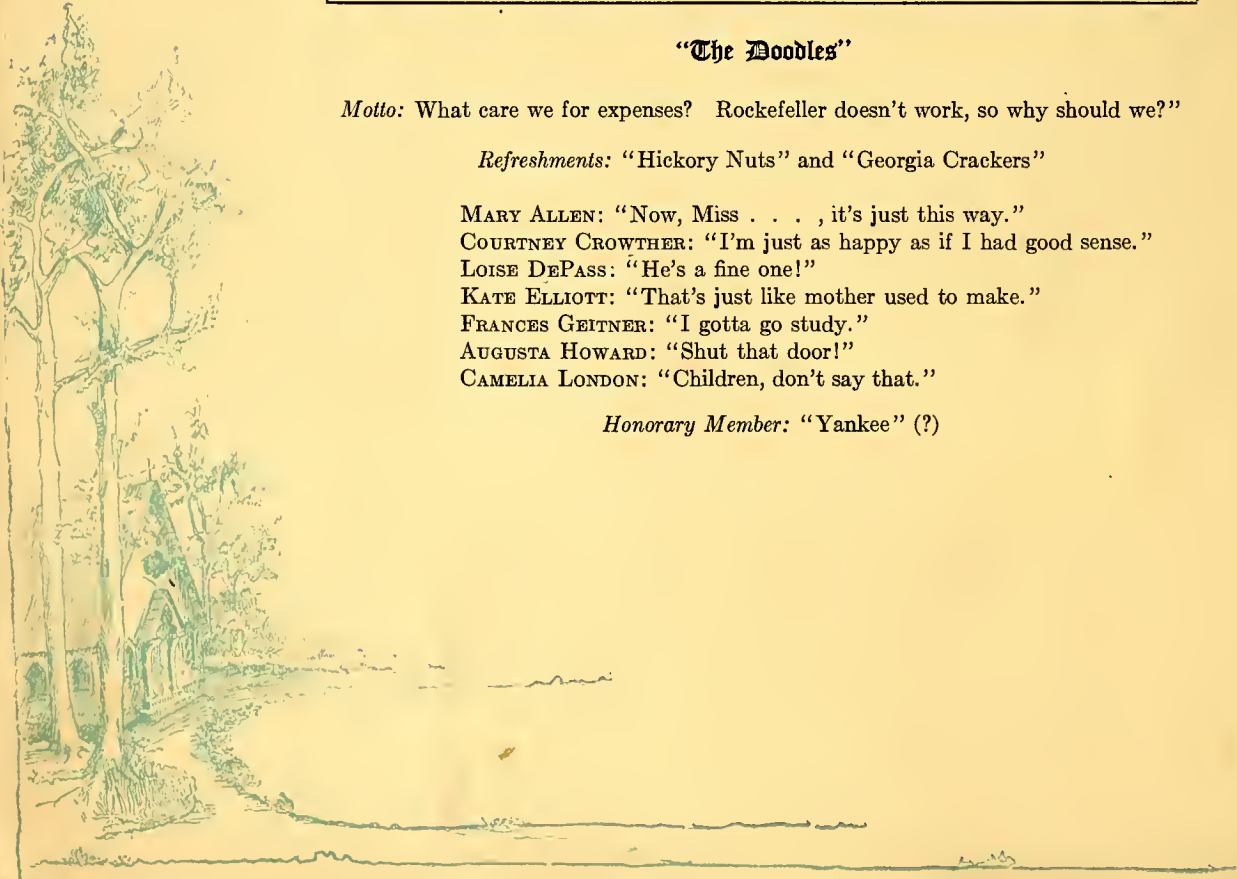 “The Doodles”
Motto: What care we for expenses? Rockefeller doesn't work, so why should we?”
Refreshments: “Hickory Nuts” and “Georgia Crackers”
MARY ALLEN: “Now, Miss . . . , it's just this way.”
COURTNEY CROWTHER: “I'm just as happy as if I had good sense.”
LOISE DEPASS: “He's a fine one!”
KATE ELLIOTT: “That's just like mother used to make.”
FRANCES GEITNER: “I gotta go study.”
AUGUSTA HOWARD: “Shut that door!”
CAMELIA LONDON: “Children, don't say that.”
Honorary Member: “Yankee” (?)